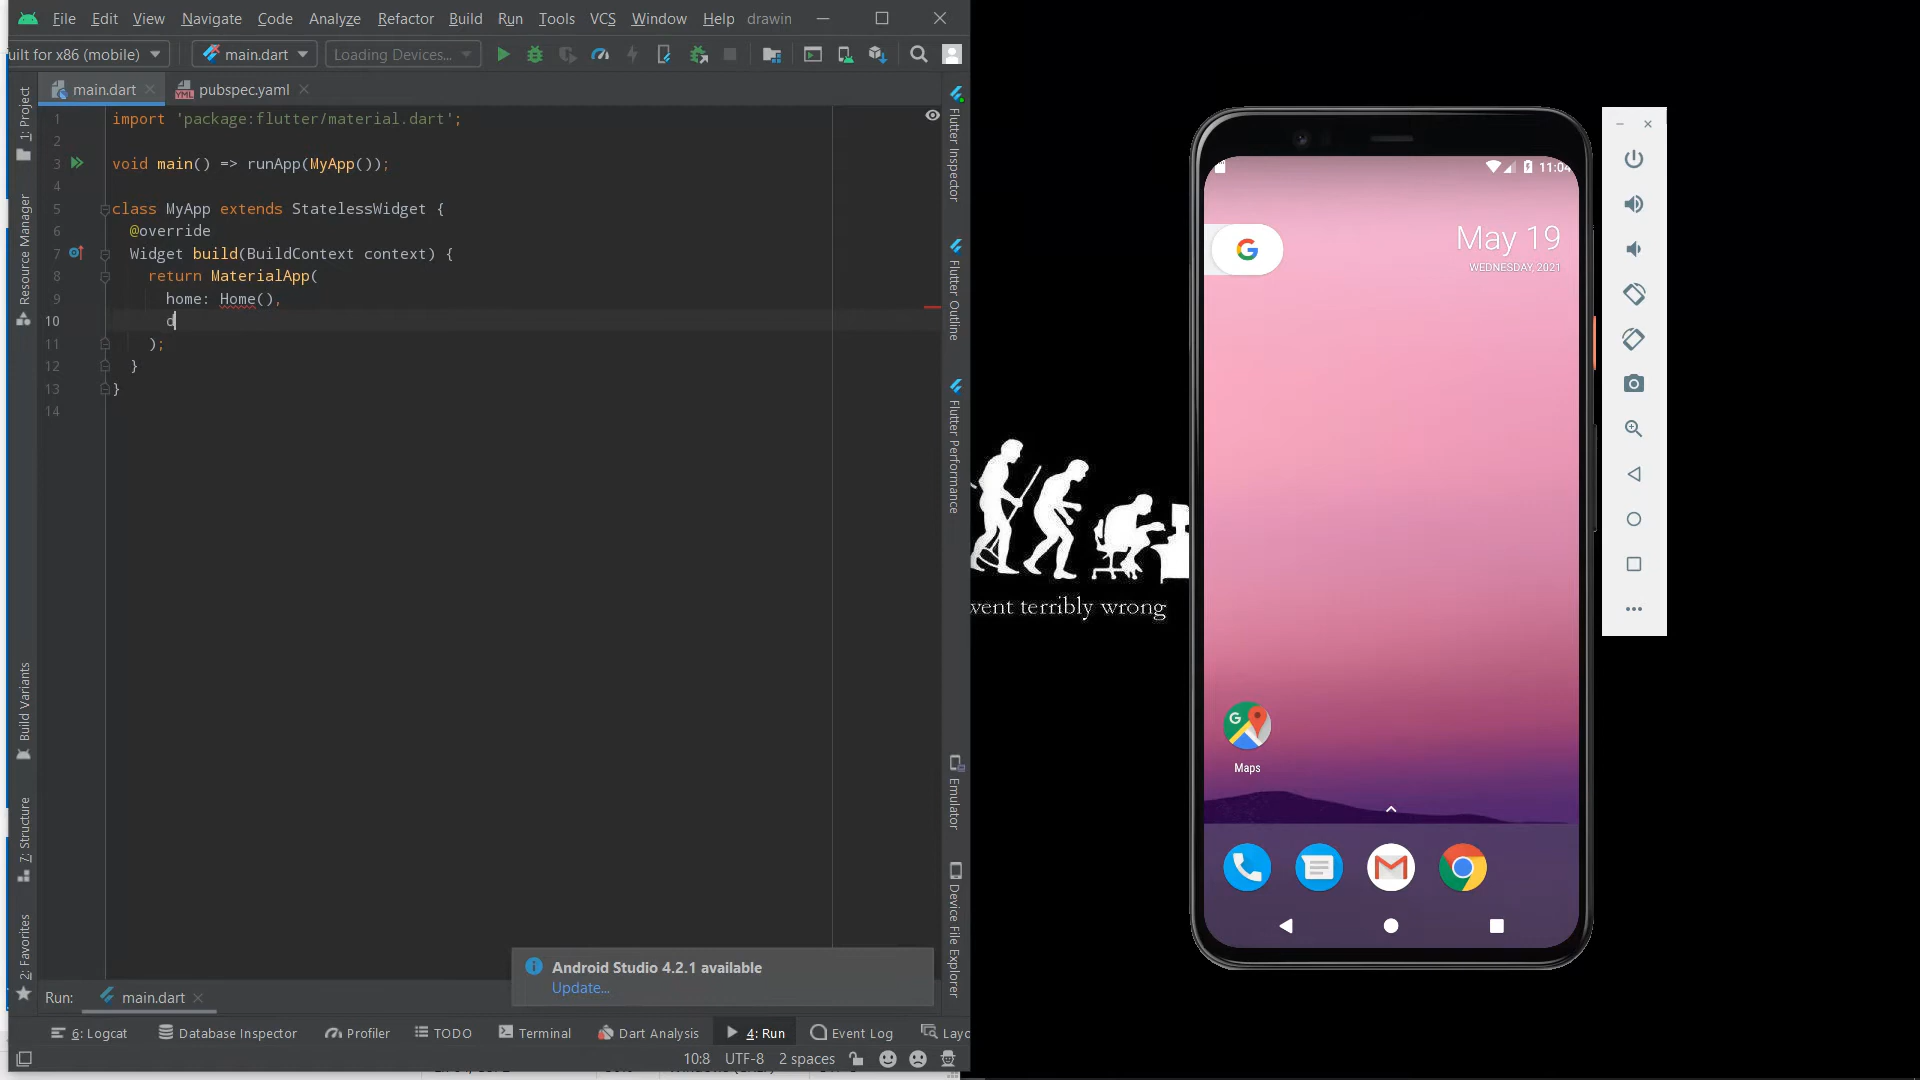 File Edit View Navigate Code Analyze Refactor Build Run Tools VCS Window Help drawin
uilt for x86 (mobile) main.dart Loading Devices...
main.dart pubspec.yaml
1 import 'package:flutter/material.dart';
2
3 void main() => runApp(MyApp());
4
5 class MyApp extends StatelessWidget {
6 @override
7 Widget build(BuildContext context) {
8 return MaterialApp(
9 home: Home(),
10 d
11 );
12 }
13 }
14
1: Project
Resource Manager
Build Variants
7: Structure
2: Favorites
Flutter Inspector
Flutter Outline
Flutter Performance
Emulator
Device File Explorer
Android Studio 4.2.1 available
Update...
Run: main.dart
6: Logcat Database Inspector Profiler TODO Terminal Dart Analysis 4: Run Event Log Layo
10:8 UTF-8 2 spaces
went terribly wrong
11:04
May 19
WEDNESDAY, 2021
Maps